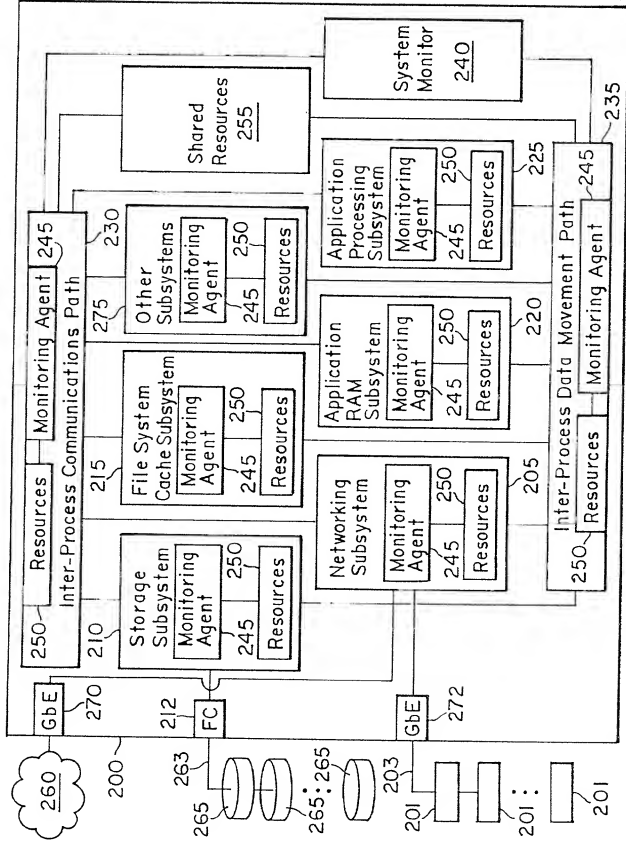 260
200
GbE
270
FC
212
263
265
265
265
GbE
272
203
201
201
201
250
Resources
Monitoring Agent
245
Inter-Process Communications Path
230
210
Storage
Subsystem
Monitoring
Agent
245
250
Resources
215
File System
Cache Subsystem
Monitoring
Agent
245
250
Resources
275
Other
Subsystems
Monitoring
Agent
245
250
Resources
Shared
Resources
255
System
Monitor
240
Networking
Subsystem
Monitoring
Agent
245
250
Resources
205
Application
RAM Subsystem
Monitoring
Agent
245
250
Resources
220
Application
Processing
Subsystem
Monitoring
Agent
245
250
Resources
225
Inter-Process Data Movement Path
235
250
Resources
Monitoring Agent
245